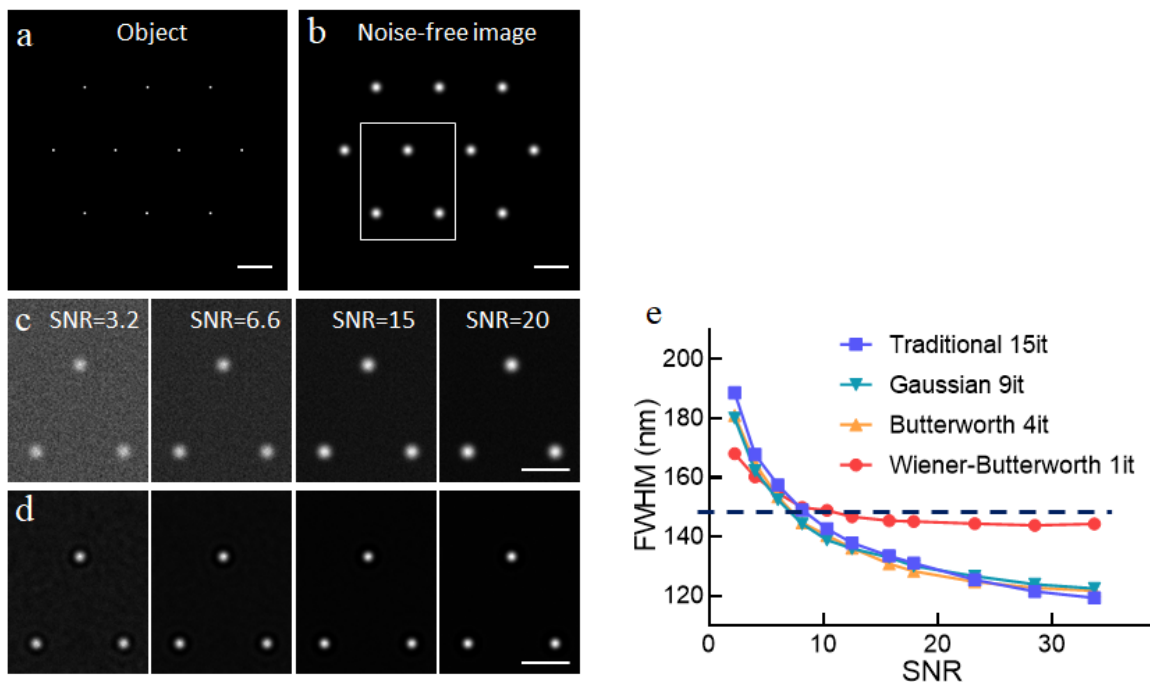 a
Object
b
Noise-free image
c
SNR=3.2
SNR=6.6
SNR=15
SNR=20
d
e
Traditional 15it
Gaussian 9it
Butterworth 4it
Wiener-Butterworth 1it
FWHM (nm)
200
180
160
140
120
0
10
20
30
SNR